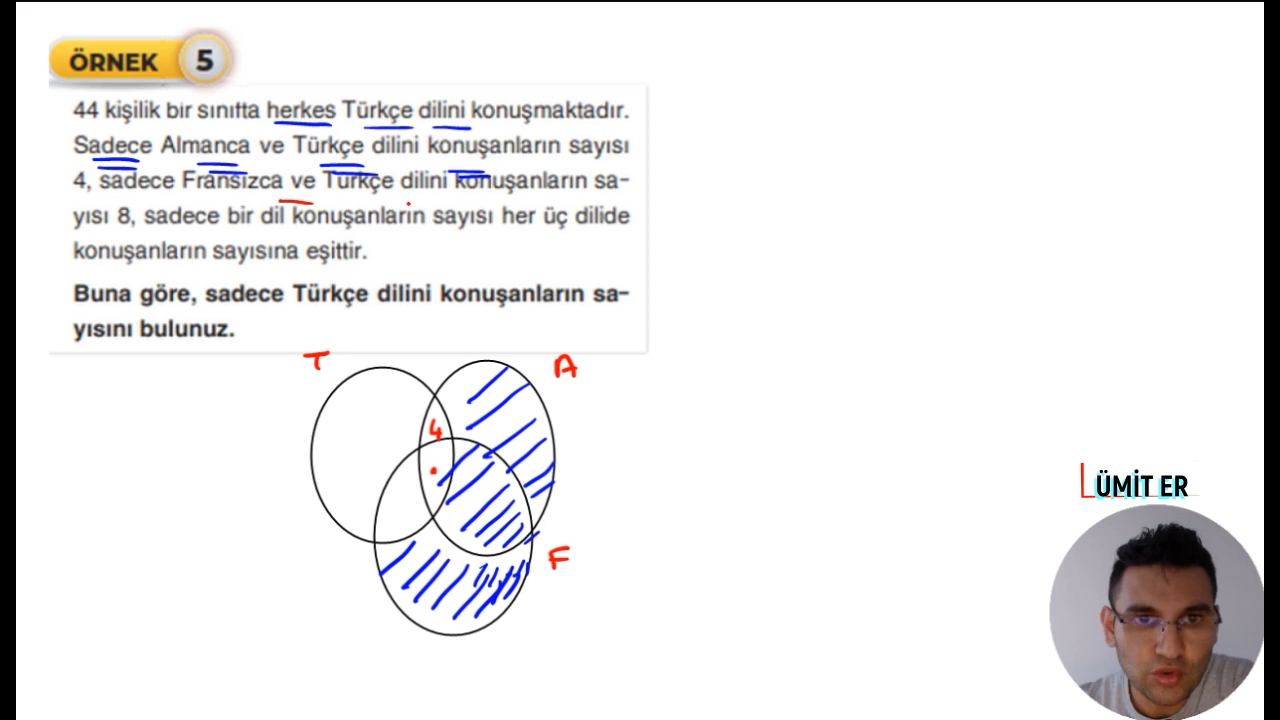 ÖRNEK 5
44 kişilik bir sınıtta herkes Türkçe dilini konuşmaktadır.
Sadece Almanca ve Türkçe dilini konuşanların sayısı
4, sadece Fransızca ve Türkçe dilini konuşanların sa-
yısı 8, sadece bir dil konuşanların sayısı her üç dilide
konuşanların sayısına eşittir.
Buna göre, sadece Türkçe dilini konuşanların sa-
yısını bulunuz.
T
A
4
F
ÜMİT ER